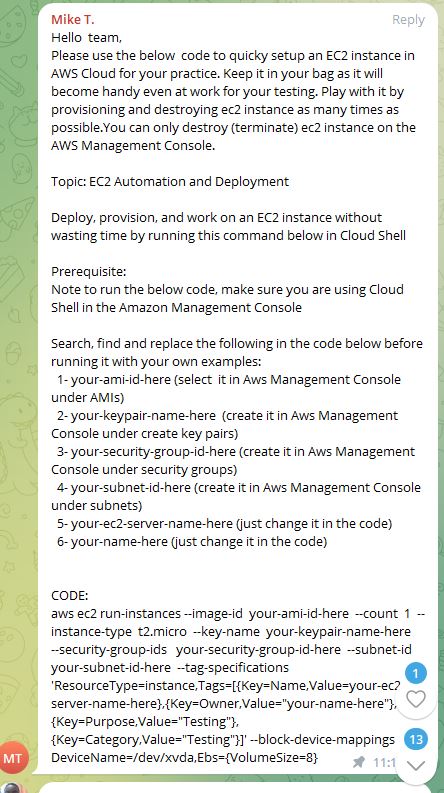 Mike T.
Reply
Hello team,
Please use the below code to quicky setup an EC2 instance in
AWS Cloud for your practice. Keep it in your bag as it will
become handy even at work for your testing. Play with it by
provisioning and destroying ec2 instance as many times as
possible.You can only destroy (terminate) ec2 instance on the
AWS Management Console.
Topic: EC2 Automation and Deployment
Deploy, provision, and work on an EC2 instance without
wasting time by running this command below in Cloud Shell
Prerequisite:
Note to run the below code, make sure you are using Cloud
Shell in the Amazon Management Console
Search, find and replace the following in the code below before
running it with your own examples:
1- your-ami-id-here (select it in Aws Management Console
under AMIs)
2- your-keypair-name-here (create it in Aws Management
Console under create key pairs)
3- your-security-group-id-here (create it in Aws Management
Console under security groups)
4- your-subnet-id-here (create it in Aws Management Console
under subnets)
5- your-ec2-server-name-here (just change it in the code)
6- your-name-here (just change it in the code)
CODE:
aws ec2 run-instances --image-id your-ami-id-here --count 1 --
instance-type t2.micro --key-name your-keypair-name-here
--security-group-ids your-security-group-id-here --subnet-id
your-subnet-id-here --tag-specifications
'ResourceType=instance,Tags=[{Key=Name,Value=your-ec2
server-name-here},{Key=Owner,Value="your-name-here"},
{Key=Purpose,Value="Testing"},
{Key=Category,Value="Testing"}]' --block-device-mappings
DeviceName=/dev/xvda,Ebs={VolumeSize=8}
1
13
MT